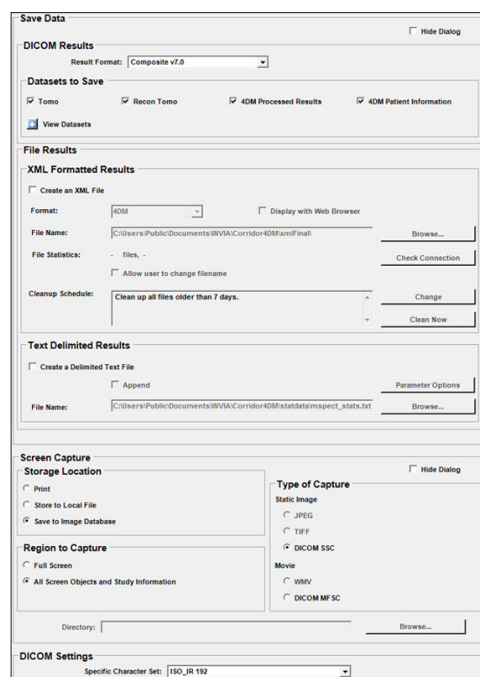 Save Data
Hide Dialog
DICOM Results
Result Format: Composite v7.0
Datasets to Save
Tomo Recon Tomo 4DM Processed Results 4DM Patient Information
View Datasets
File Results
XML Formatted Results
Create an XML File
Format: 4DM Display with Web Browser
File Name: C:\Users\Public\Documents\INVIA\Corridor4DM\xmlFinal\ Browse...
File Statistics: - files, - Check Connection
Allow user to change filename
Cleanup Schedule: Clean up all files older than 7 days. Change
Clean Now
Text Delimited Results
Create a Delimited Text File
Append Parameter Options
File Name: C:\Users\Public\Documents\INVIA\Corridor4DM\statdata\mspect_stats.txt Browse...
Screen Capture
Hide Dialog
Storage Location
Print
Store to Local File
Save to Image Database
Type of Capture
Static Image
JPEG
TIFF
DICOM SSC
Movie
WMV
DICOM MFSC
Region to Capture
Full Screen
All Screen Objects and Study Information
Directory: Browse...
DICOM Settings
Specific Character Set: ISO_IR 192